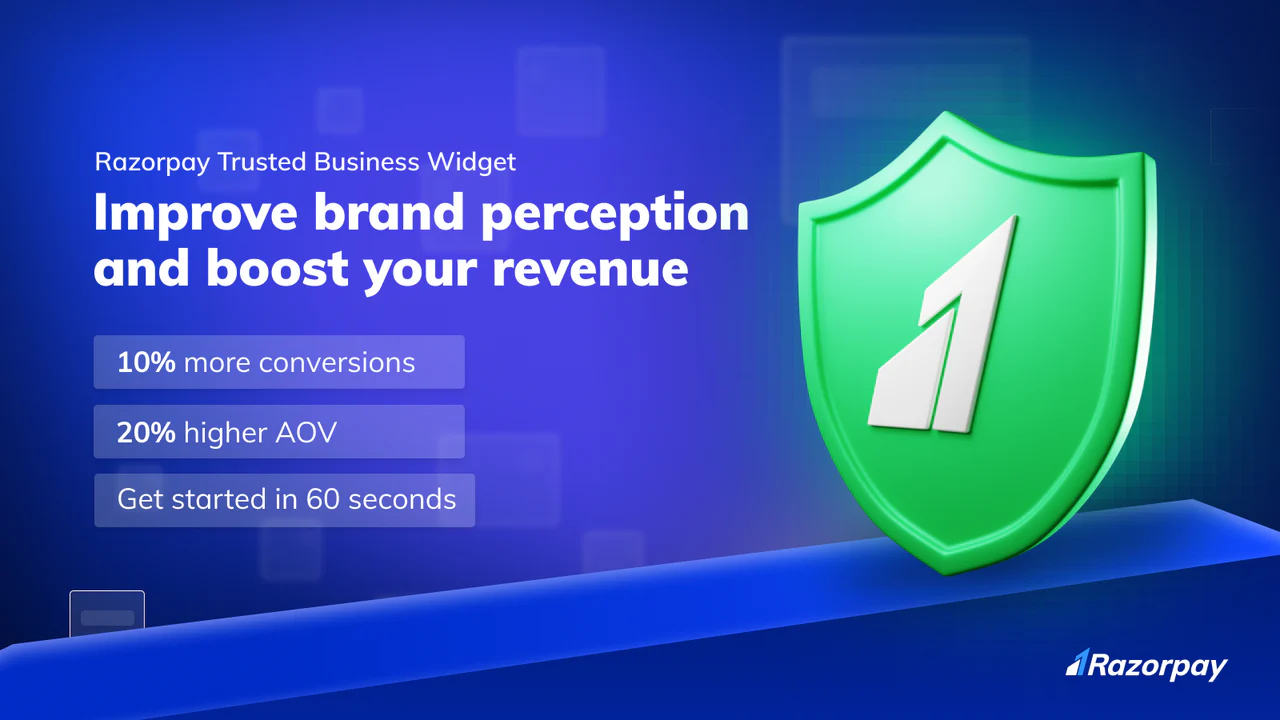 Razorpay Trusted Business Widget
Improve brand perception
and boost your revenue
10% more conversions
20% higher AOV
Get started in 60 seconds
Razorpay